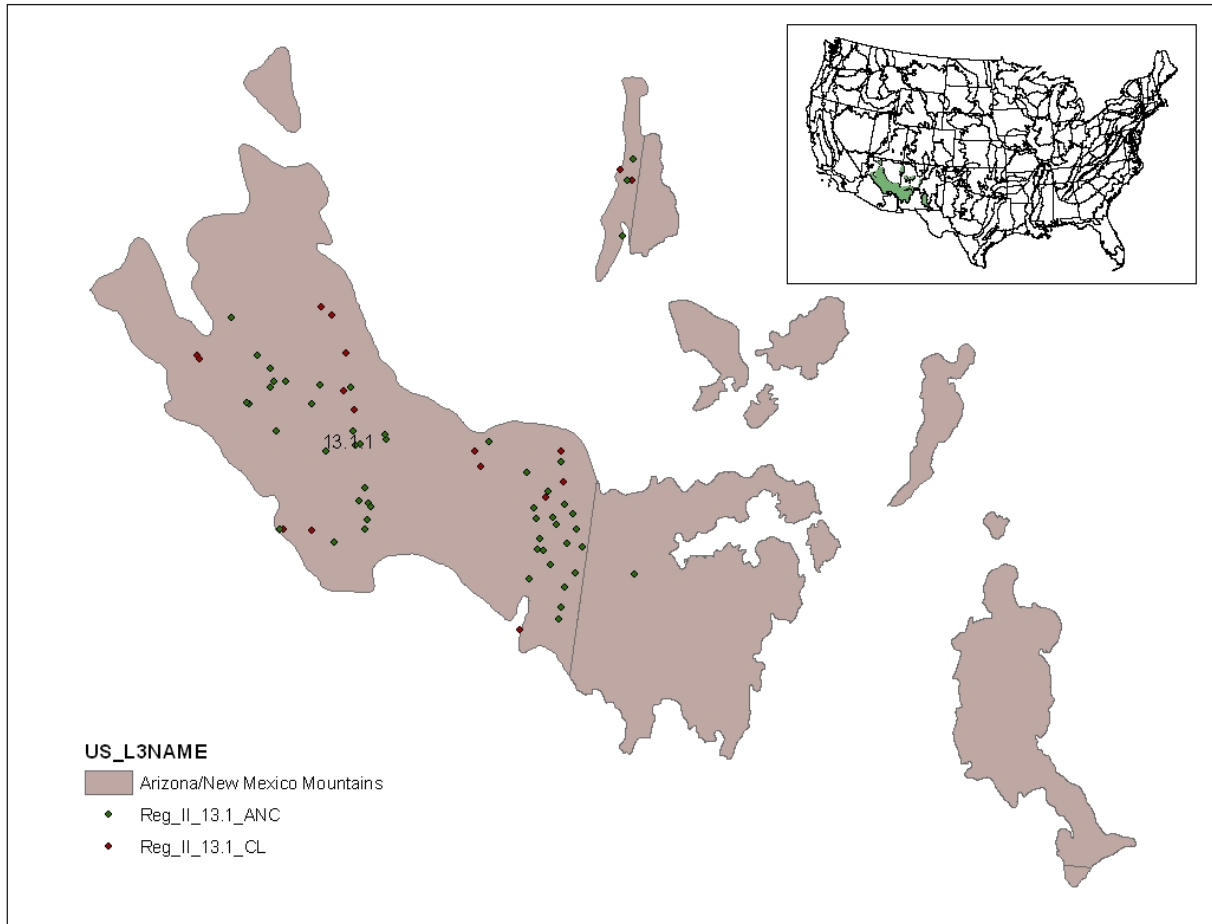 13.1.1
US_L3NAME
Arizona/New Mexico Mountains
Reg_II_13.1_ANC
Reg_II_13.1_CL